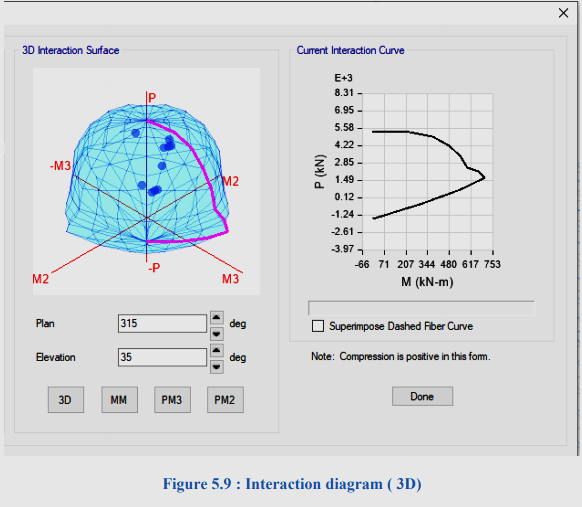 3D Interaction Surface
P
-M3
M2
M2
-P
M3
Plan
315
deg
Elevation
35
deg
3D
MM
PM3
PM2
Current Interaction Curve
E+3
8.31
6.95
5.58
4.22
2.85
1.49
0.12
-1.24
-2.61
-3.97
P (kN)
-66 71 207 344 480 617 753
M (kN-m)
Superimpose Dashed Fiber Curve
Note: Compression is positive in this form.
Done
Figure 5.9 : Interaction diagram ( 3D)